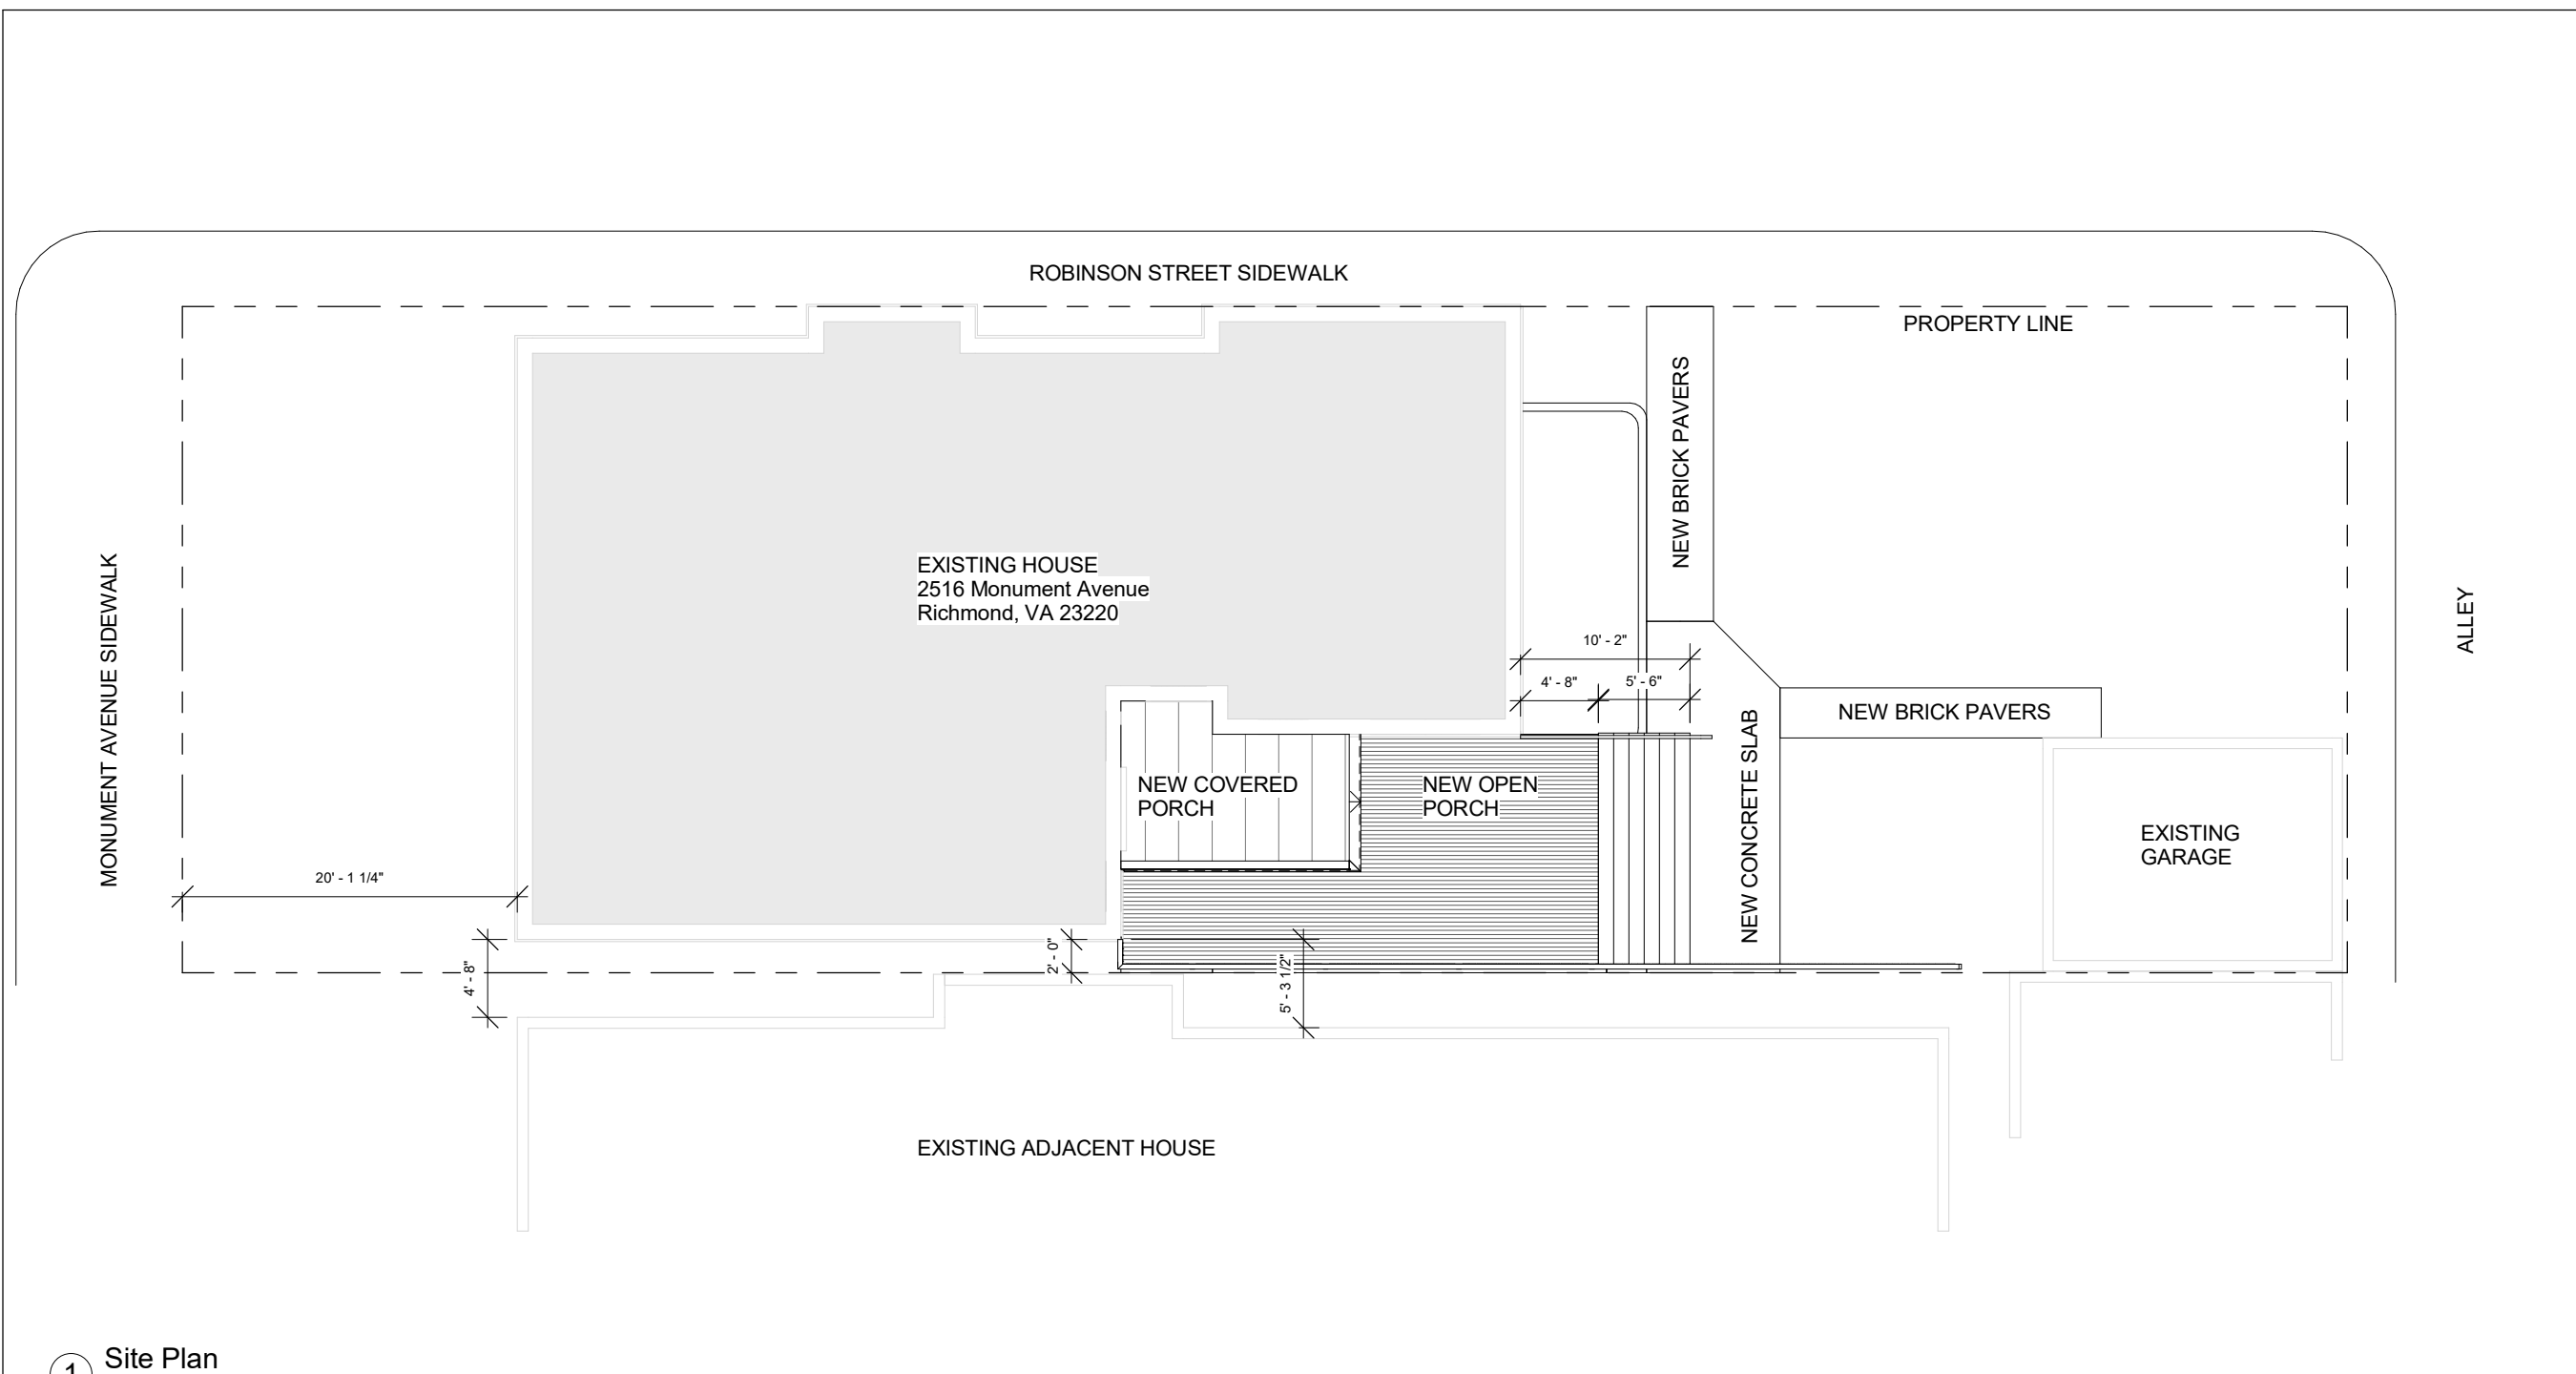 ROBINSON STREET SIDEWALK
PROPERTY LINE
NEW BRICK PAVERS
MONUMENT AVENUE SIDEWALK
EXISTING HOUSE
2516 Monument Avenue
Richmond, VA 23220
ALLEY
10' - 2"
4' - 8"
5' - 6"
NEW BRICK PAVERS
NEW CONCRETE SLAB
NEW COVERED
PORCH
NEW OPEN
PORCH
EXISTING
GARAGE
20' - 1 1/4"
4' - 8"
2' - 0"
5' - 3 1/2"
EXISTING ADJACENT HOUSE
1
Site Plan